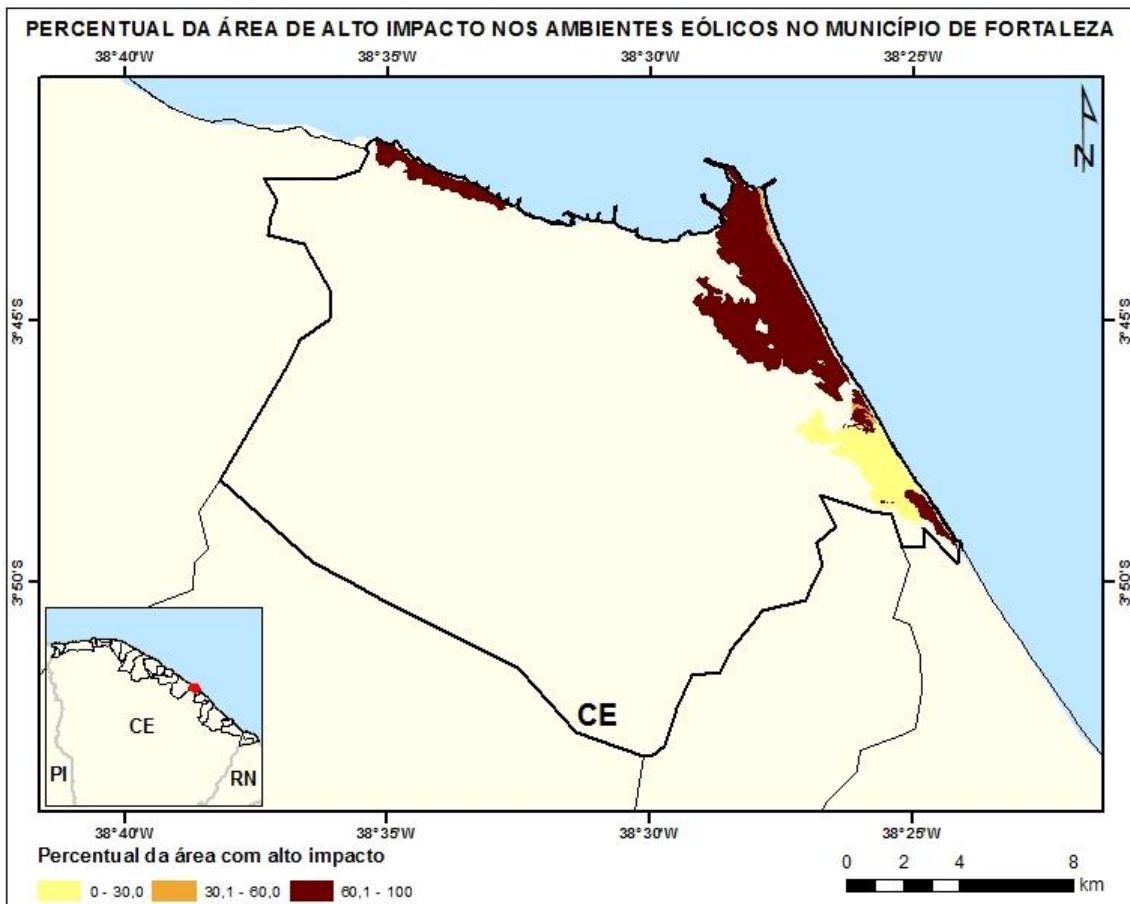 PERCENTUAL DA ÁREA DE ALTO IMPACTO NOS AMBIENTES EÓLICOS NO MUNICÍPIO DE FORTALEZA
38°40'W 38°35'W 38°30'W 38°25'W
N
3°45'S 3°45'S
3°50'S 3°50'S
CE
CE
PI
RN
38°40'W 38°35'W 38°30'W 38°25'W
Percentual da área com alto impacto
0 - 30,0 30,1 - 60,0 60,1 - 100
0 2 4 8
km